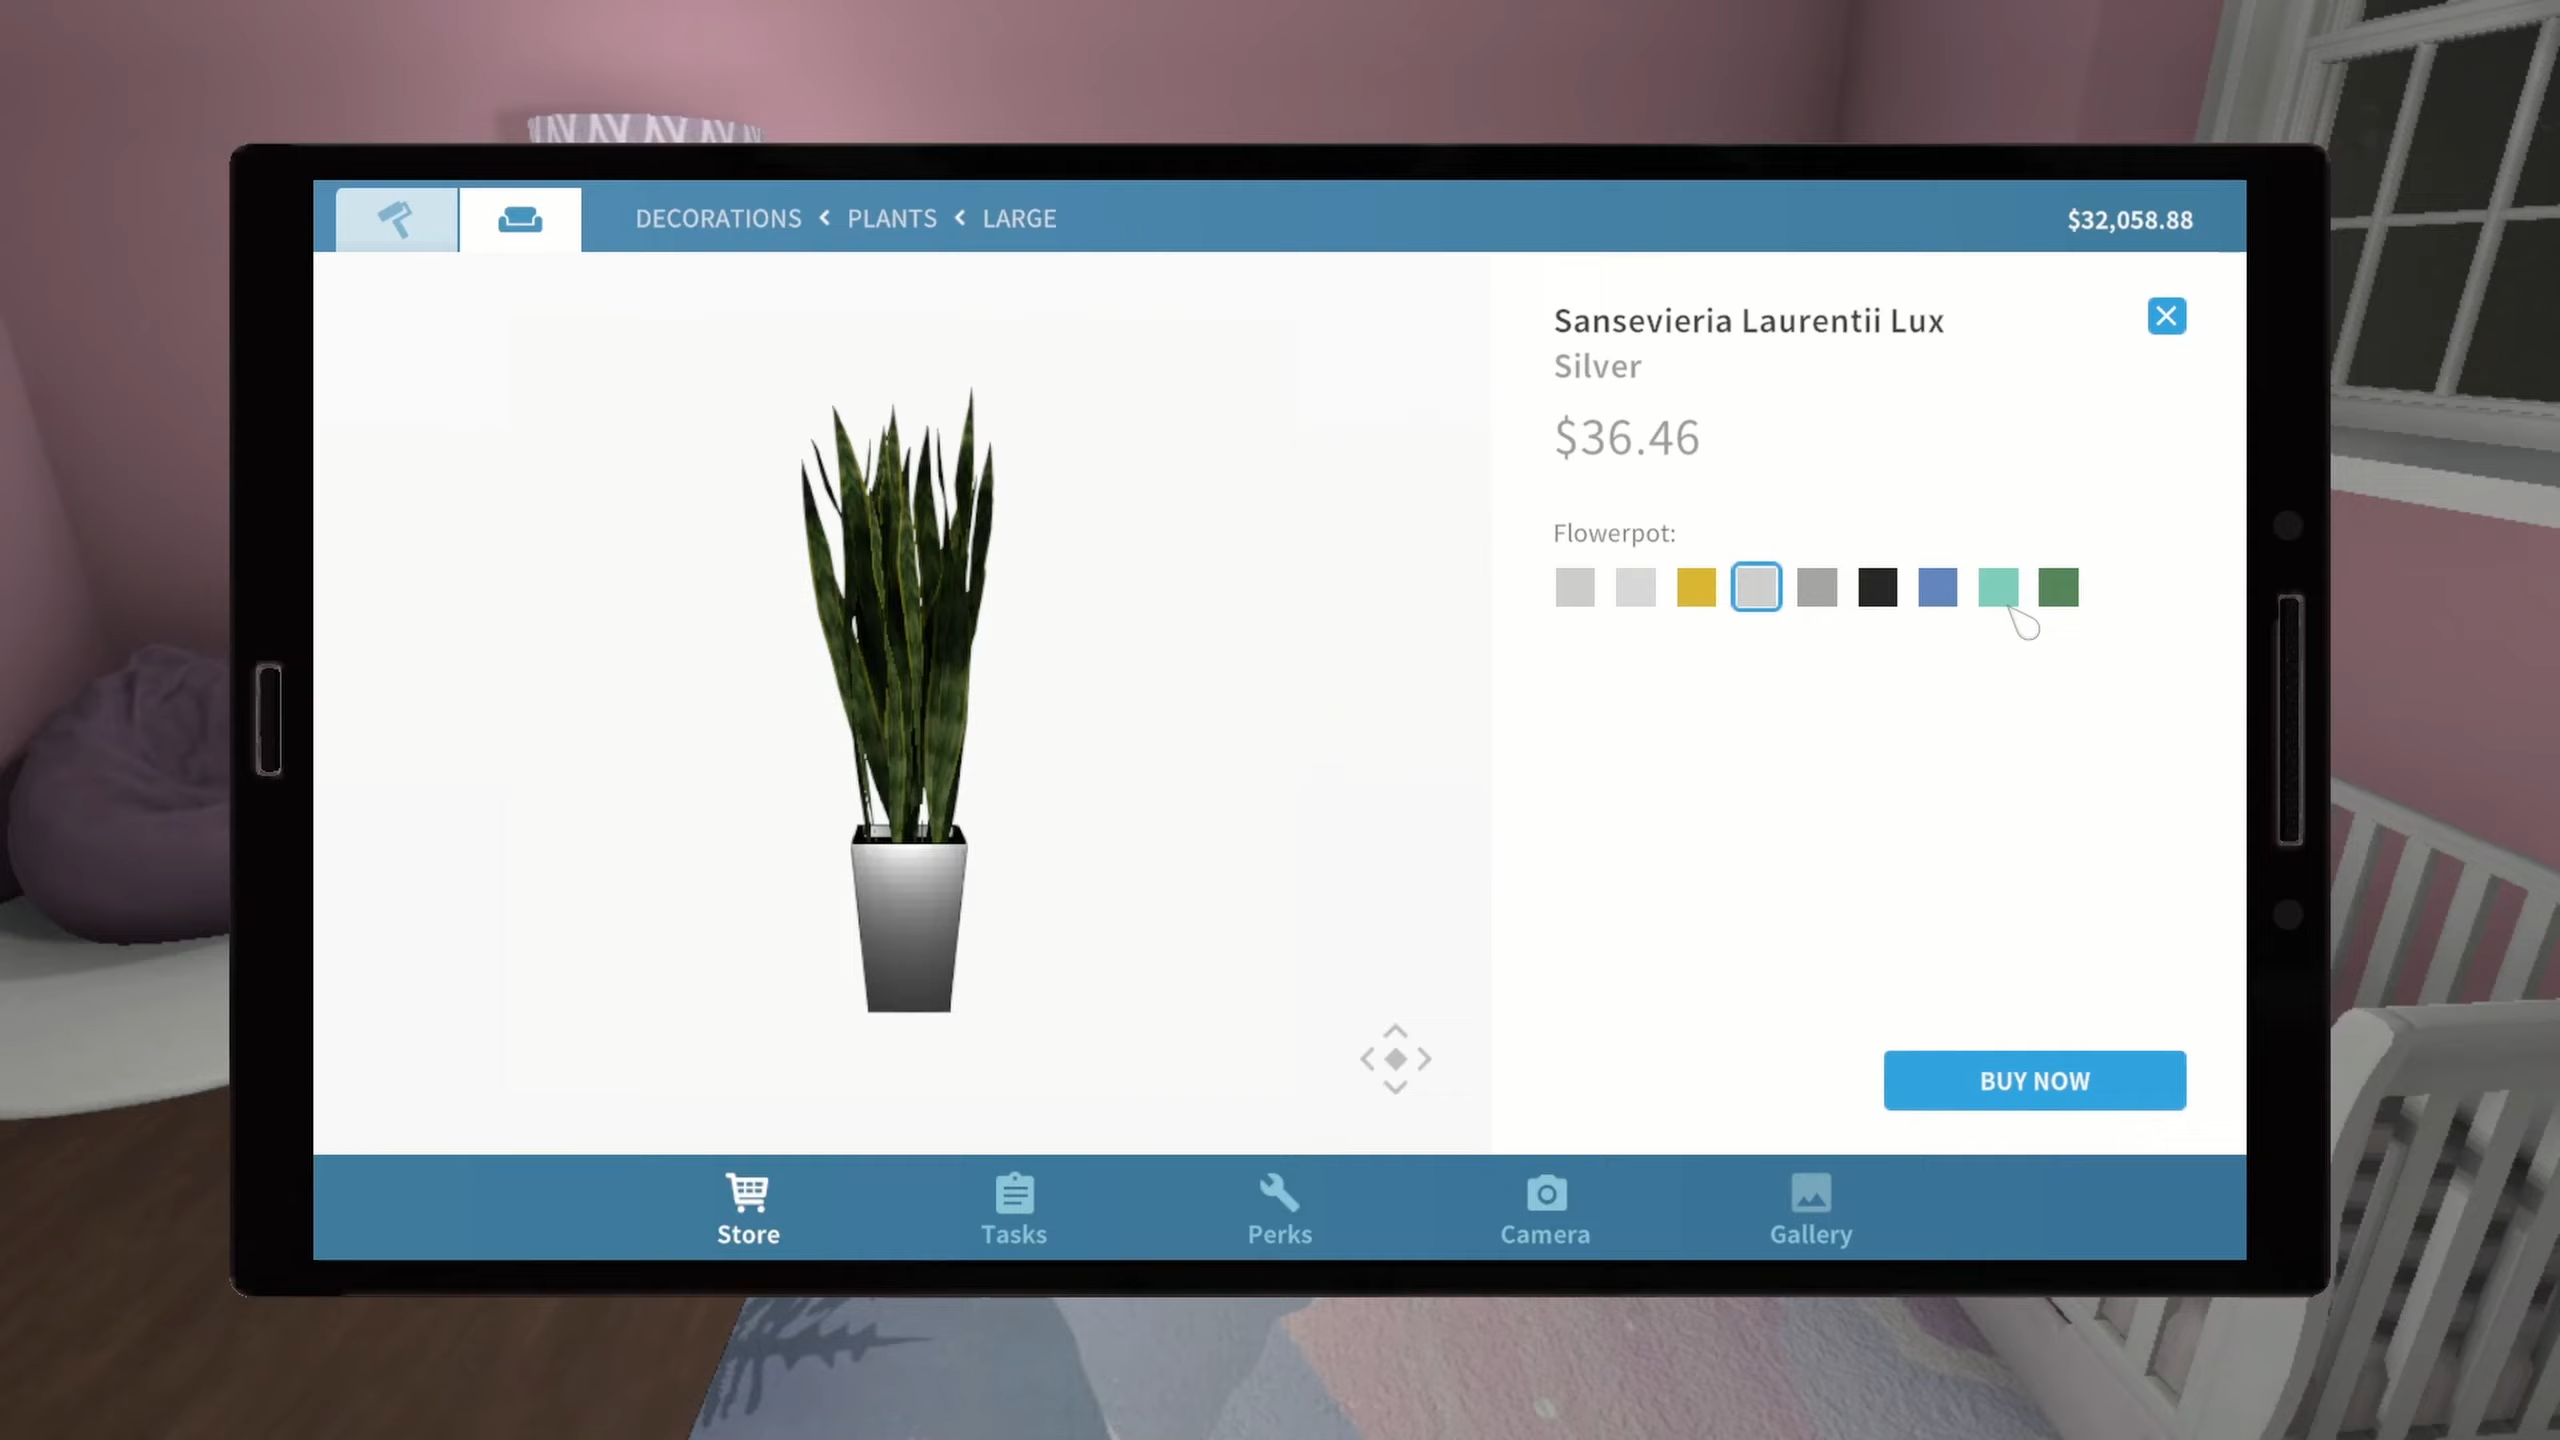 DECORATIONS < PLANTS < LARGE
$32,058.88
Sansevieria Laurentii Lux
Silver
$36.46
Flowerpot:
BUY NOW
Store
Tasks
Perks
Camera
Gallery